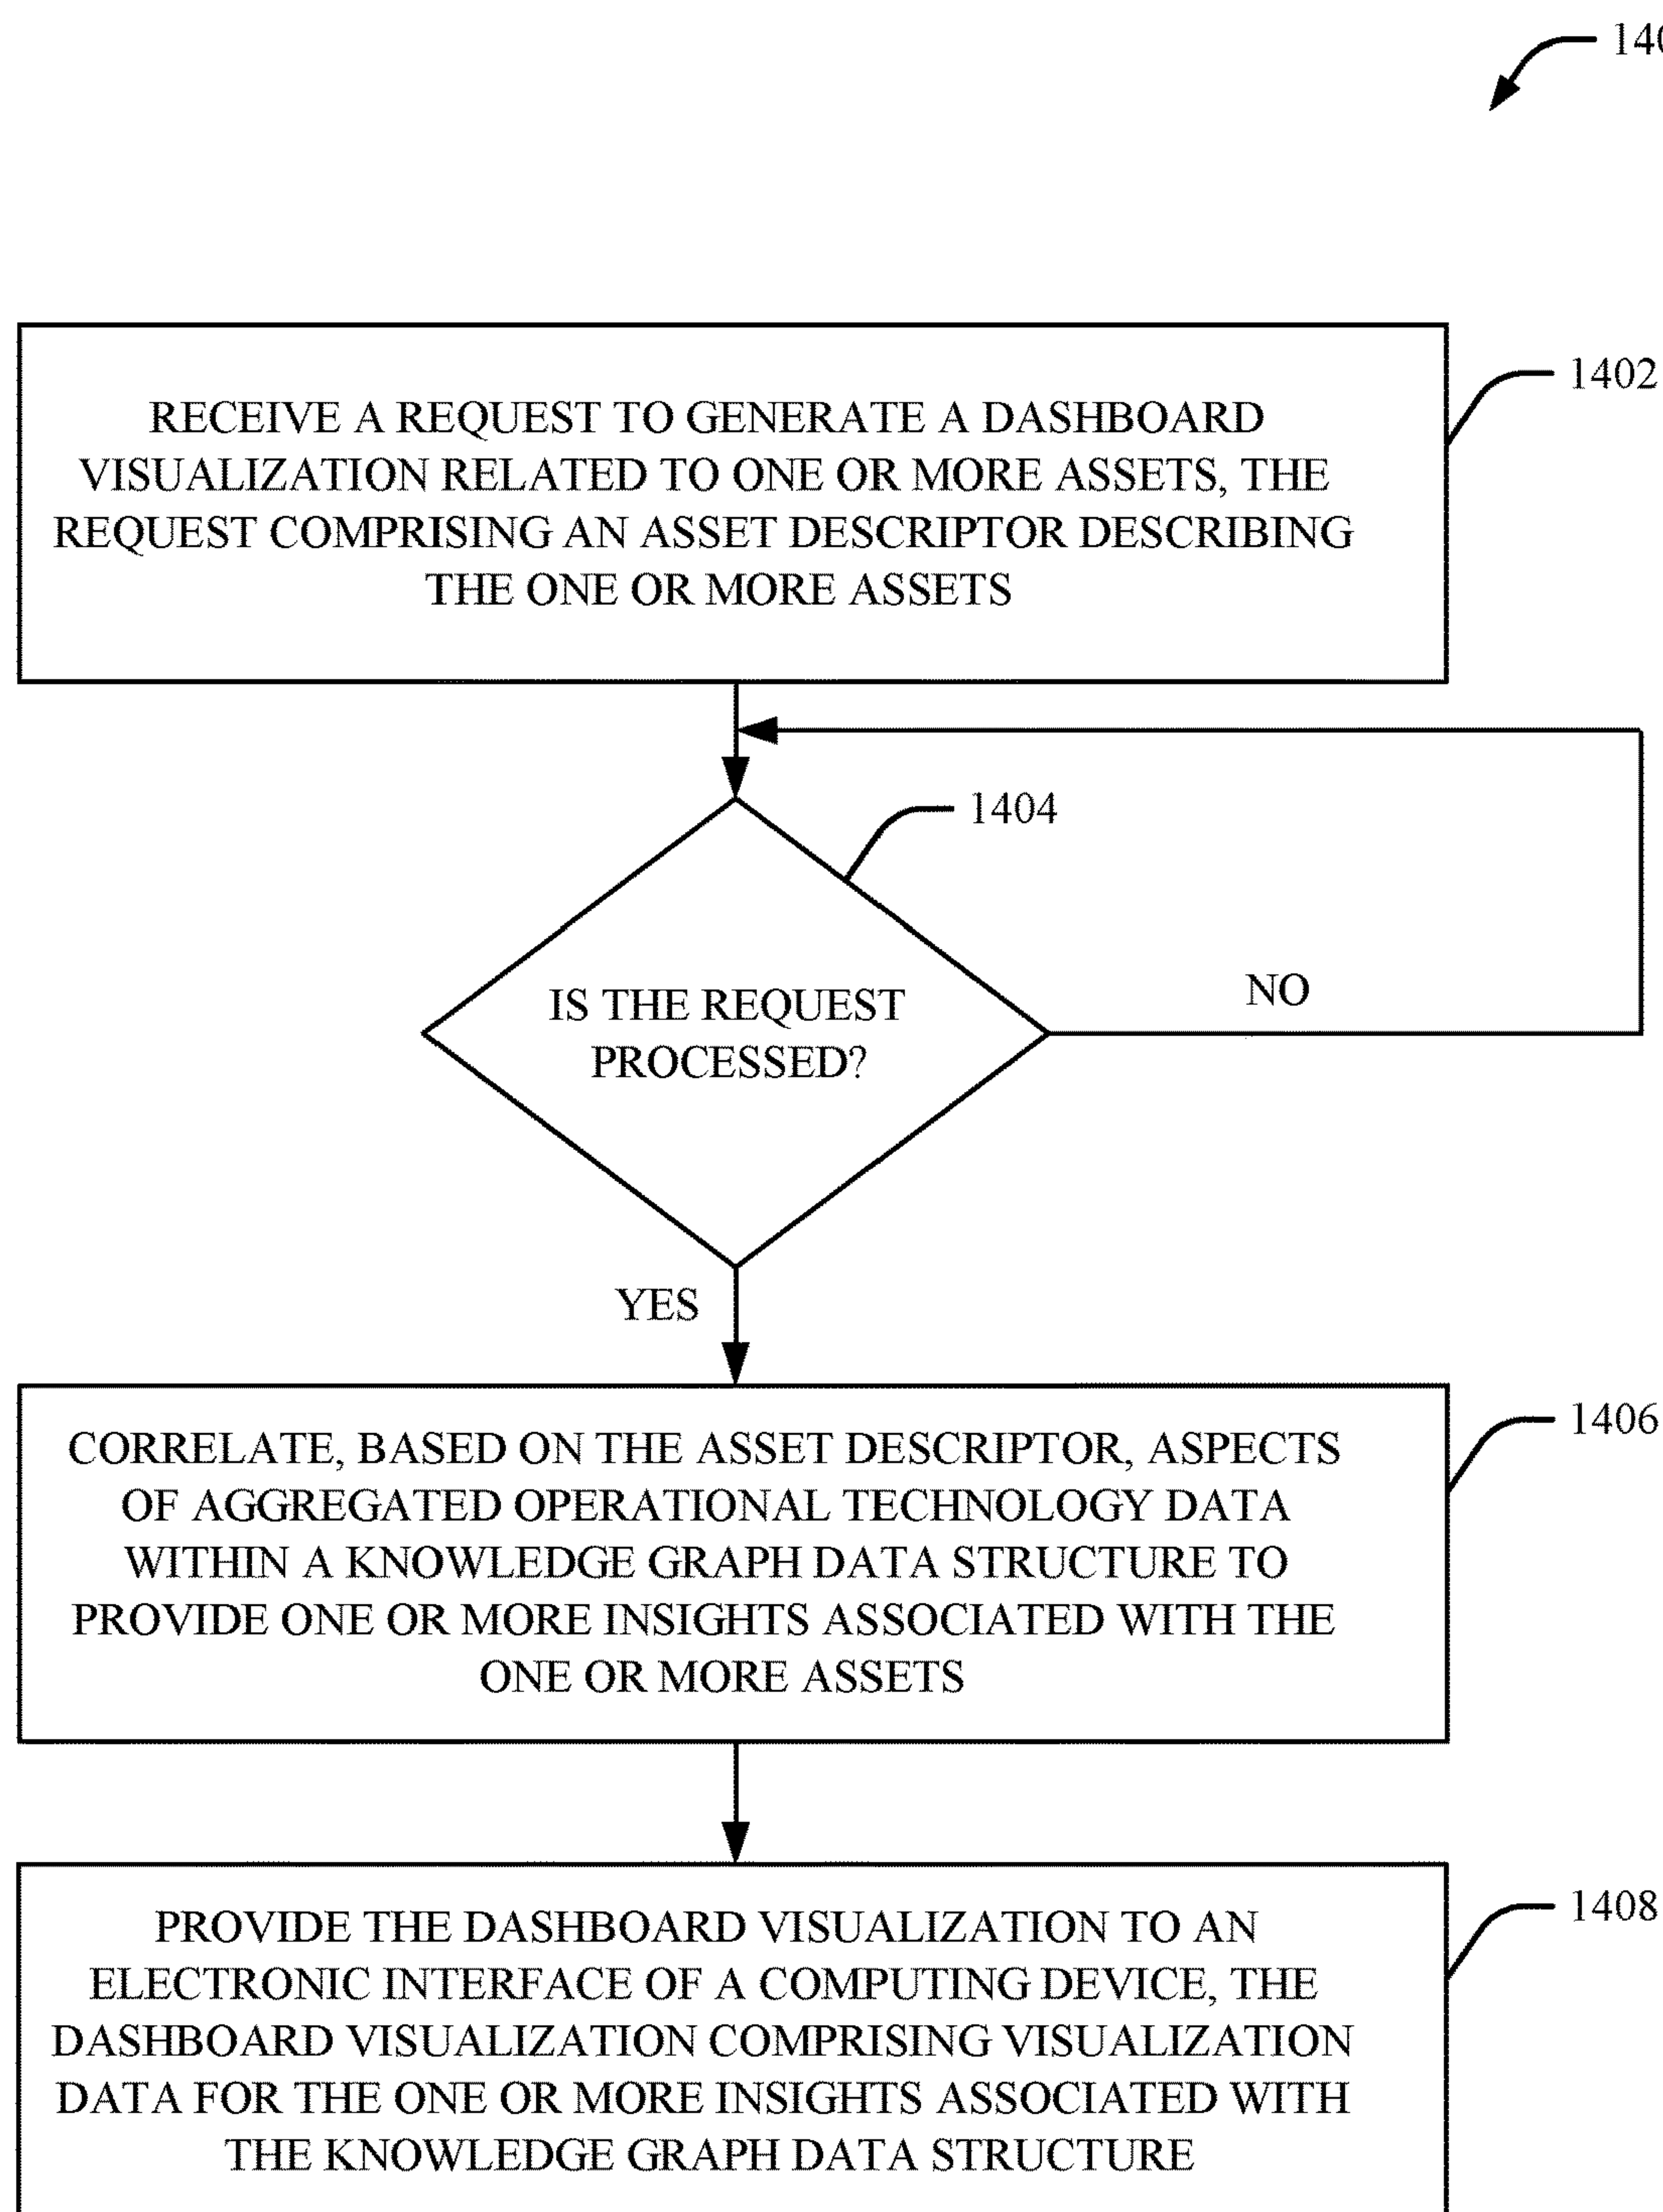 1402
RECEIVE A REQUEST TO GENERATE A DASHBOARD
VISUALIZATION RELATED TO ONE OR MORE ASSETS, THE
REQUEST COMPRISING AN ASSET DESCRIPTOR DESCRIBING
THE ONE OR MORE ASSETS
1404
IS THE REQUEST
PROCESSED?
NO
YES
1406
CORRELATE, BASED ON THE ASSET DESCRIPTOR, ASPECTS
OF AGGREGATED OPERATIONAL TECHNOLOGY DATA
WITHIN A KNOWLEDGE GRAPH DATA STRUCTURE TO
PROVIDE ONE OR MORE INSIGHTS ASSOCIATED WITH THE
ONE OR MORE ASSETS
1408
PROVIDE THE DASHBOARD VISUALIZATION TO AN
ELECTRONIC INTERFACE OF A COMPUTING DEVICE, THE
DASHBOARD VISUALIZATION COMPRISING VISUALIZATION
DATA FOR THE ONE OR MORE INSIGHTS ASSOCIATED WITH
THE KNOWLEDGE GRAPH DATA STRUCTURE